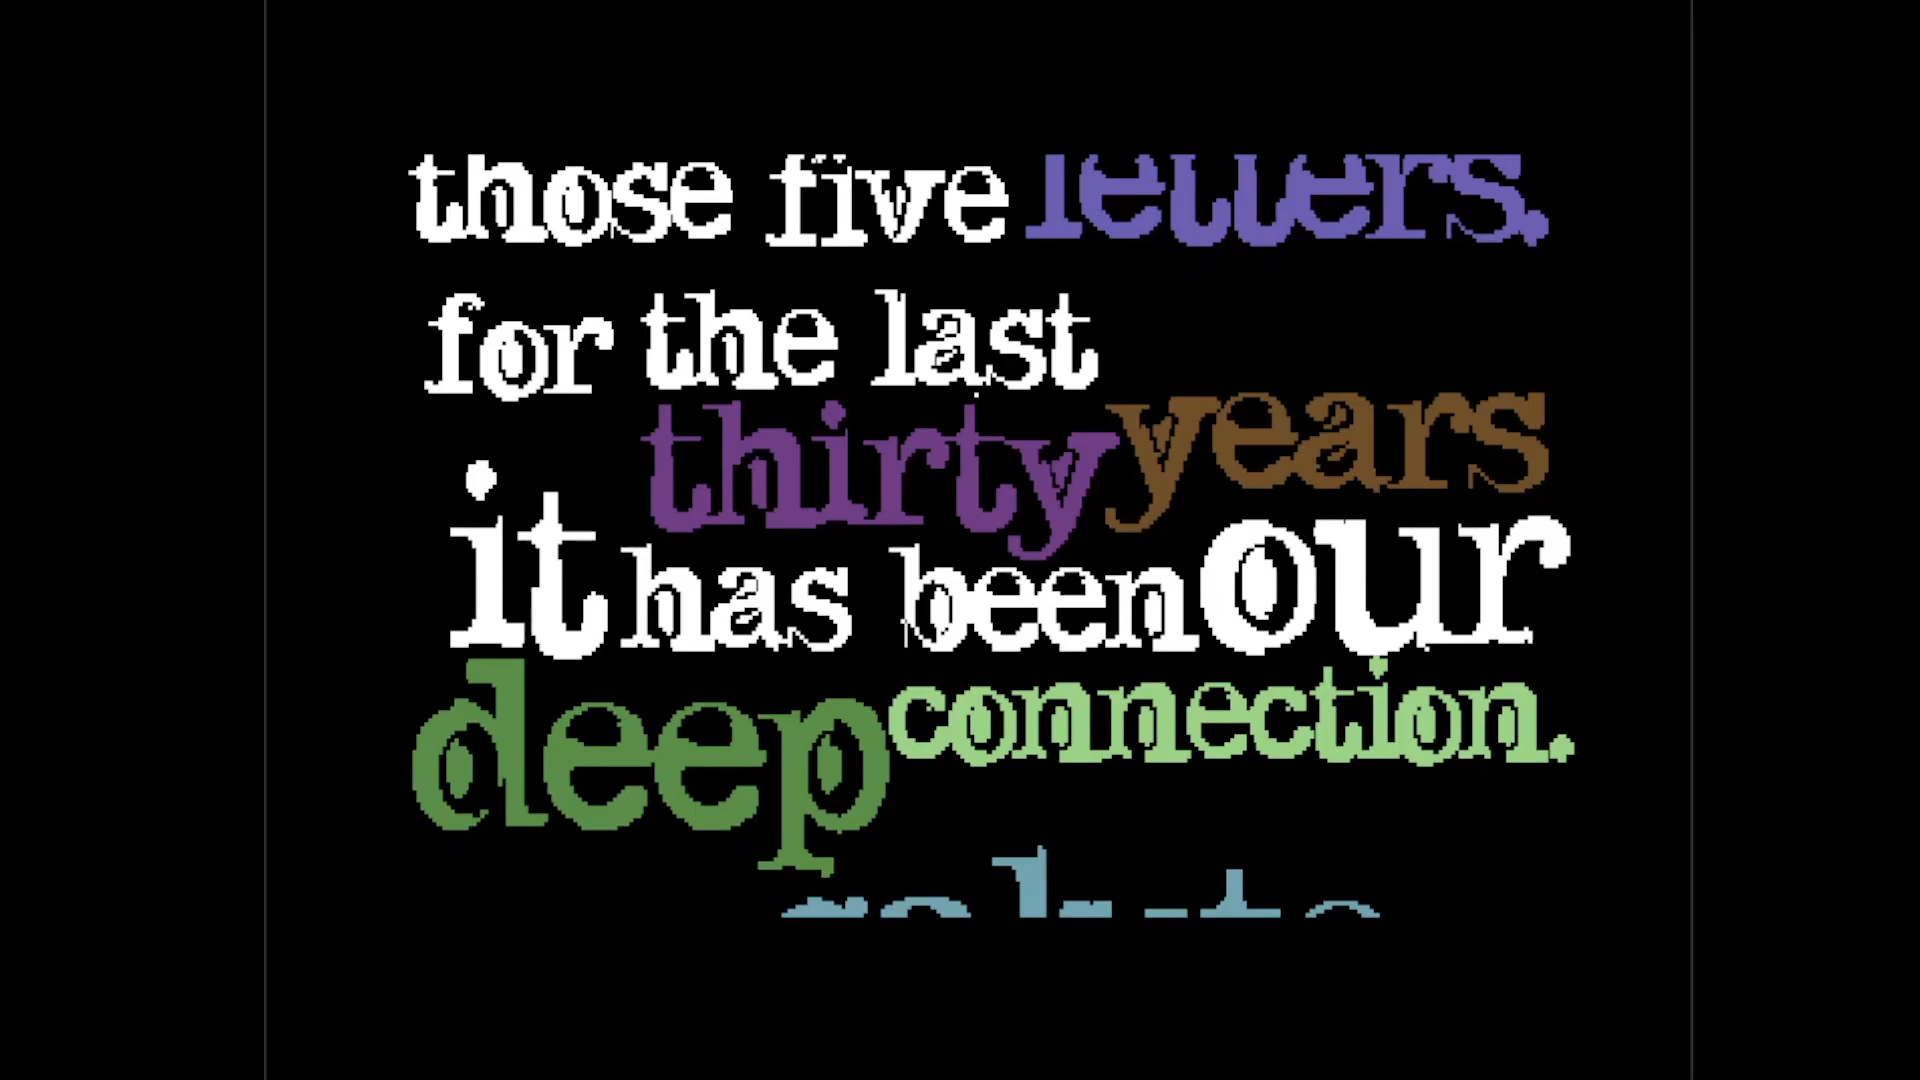 those five letters.
for the last
thirty years
it has been our
deep connection.